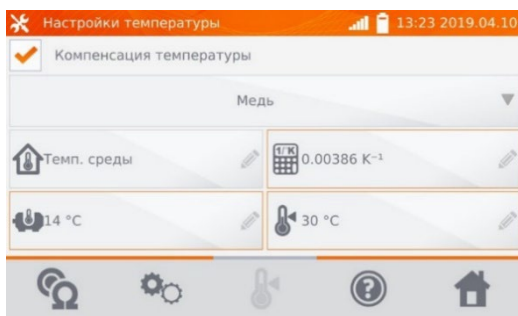 Настройки температуры 13:23 2019.04.10
Компенсация температуры
Медь
Темп. среды 1/°K 0.00386 K⁻¹
14 °C 30 °C